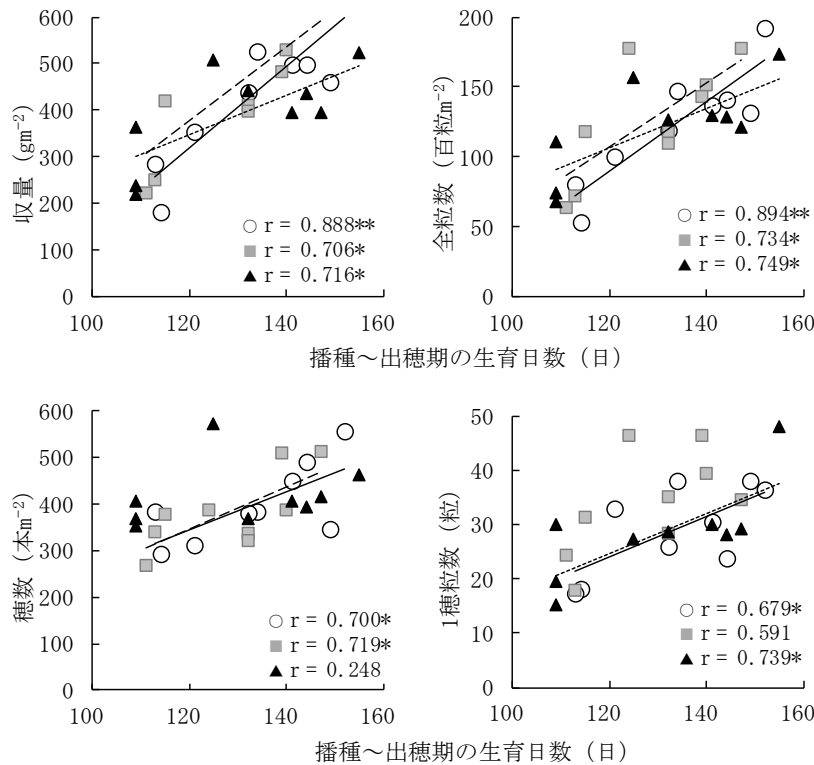 収量（gm⁻²）
600
500
400
300
200
100
0
100
120
140
160
○ r = 0.888**
■ r = 0.706*
▲ r = 0.716*
全粒数（百粒m⁻²）
200
150
100
50
0
100
120
140
160
○ r = 0.894**
■ r = 0.734*
▲ r = 0.749*
播種～出穂期の生育日数（日）
穂数（本m⁻²）
600
500
400
300
200
100
0
100
120
140
160
○ r = 0.700*
■ r = 0.719*
▲ r = 0.248
1穂粒数（粒）
50
40
30
20
10
0
100
120
140
160
○ r = 0.679*
■ r = 0.591
▲ r = 0.739*
播種～出穂期の生育日数（日）